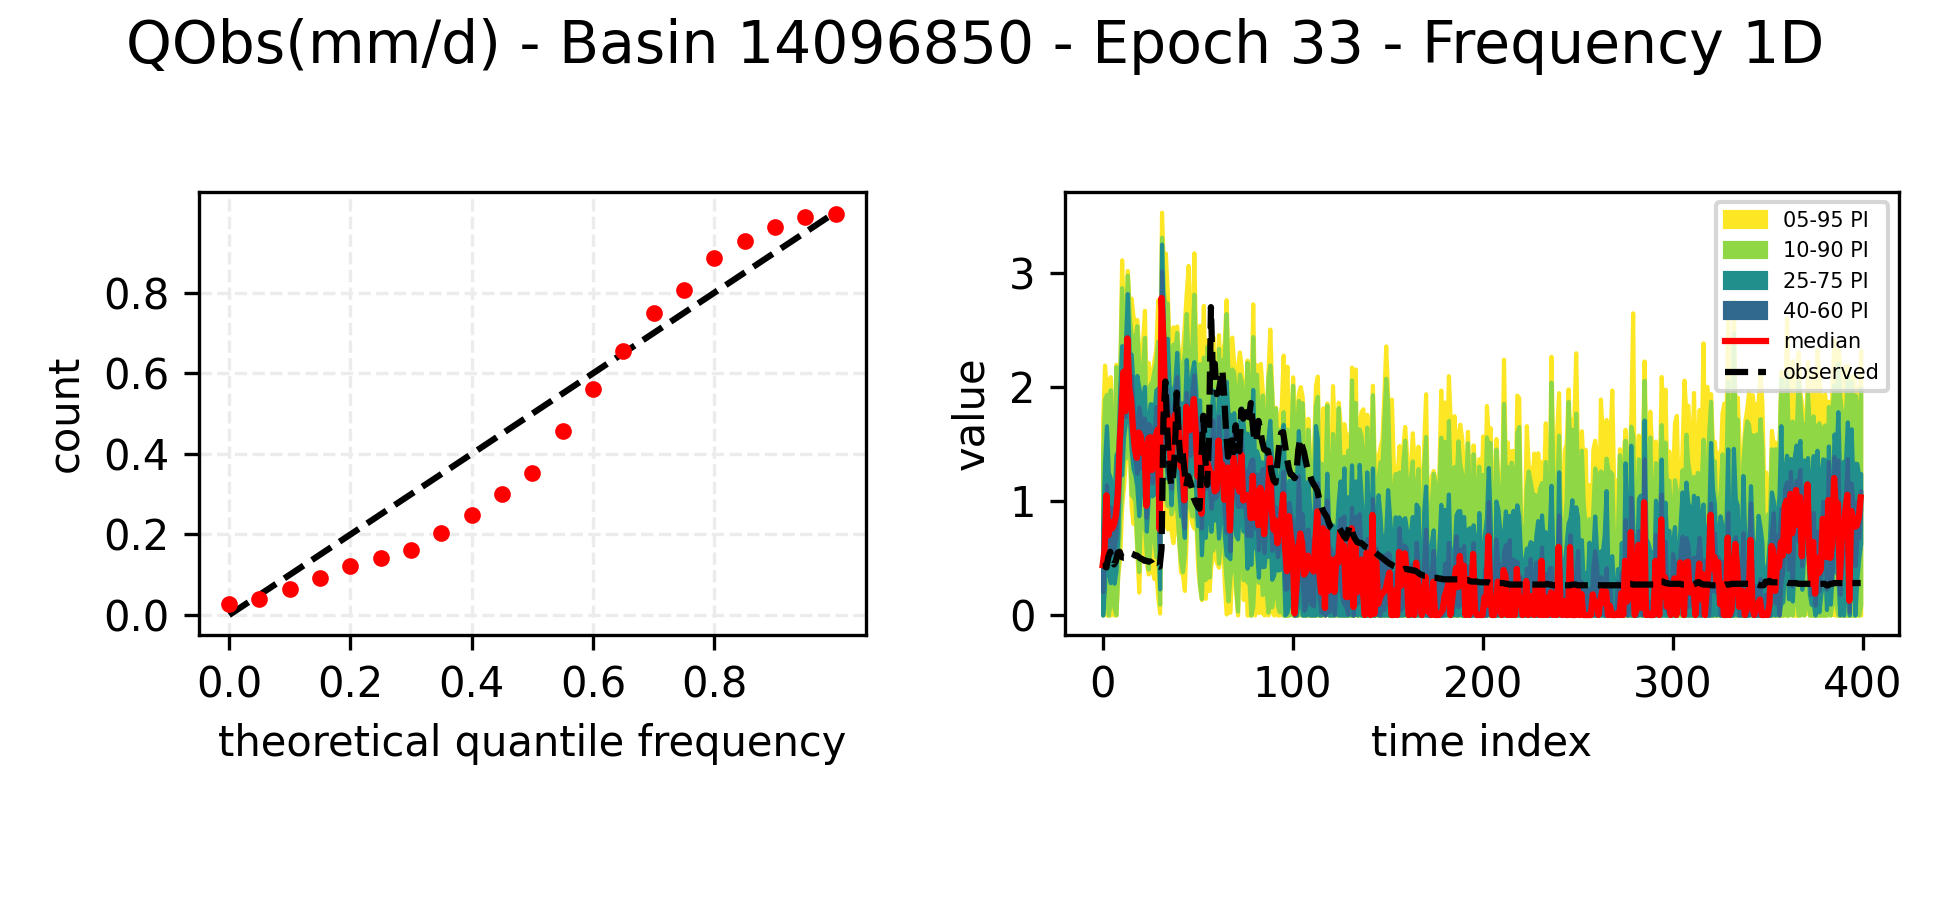 QObs(mm/d) - Basin 14096850 - Epoch 33 - Frequency 1D
count
0.8
0.6
0.4
0.2
0.0
0.0 0.2 0.4 0.6 0.8
theoretical quantile frequency
value
3
2
1
0
0 100 200 300 400
time index
05-95 PI
10-90 PI
25-75 PI
40-60 PI
median
observed